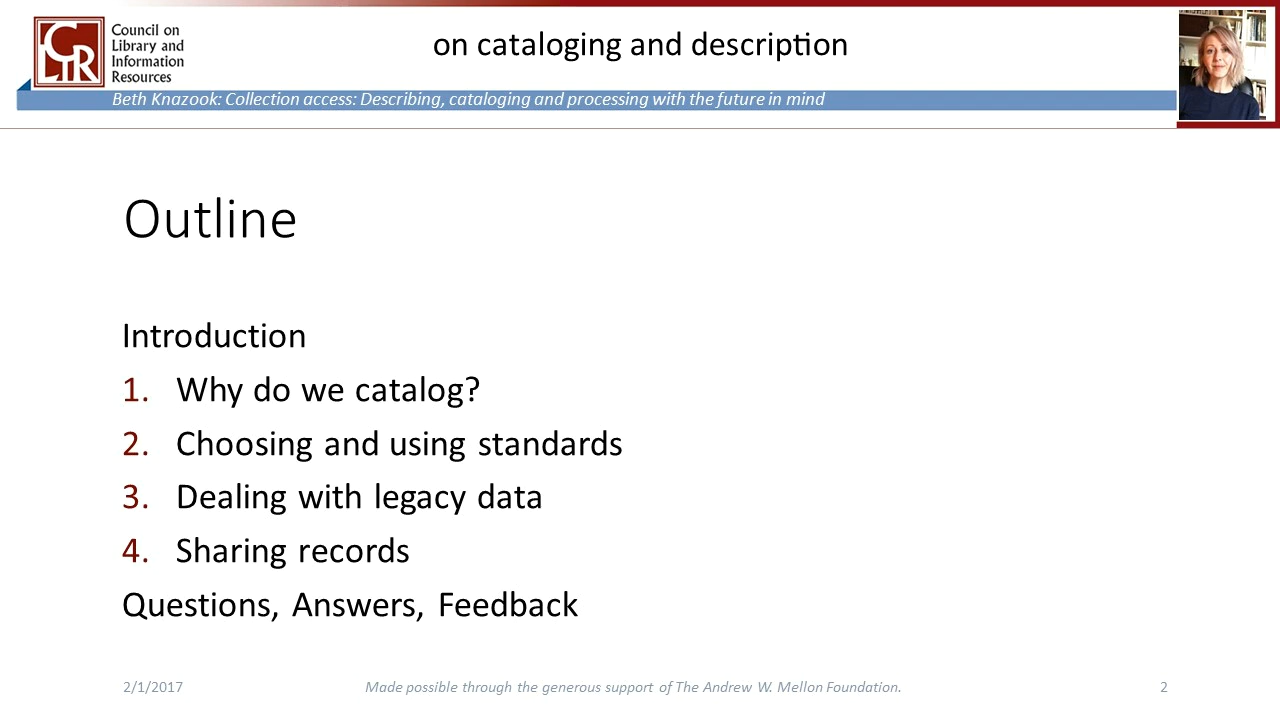 CLIR
Council on
Library and
Information
Resources
on cataloging and description
Beth Knazook: Collection access: Describing, cataloging and processing with the future in mind
Outline
Introduction
1. Why do we catalog?
2. Choosing and using standards
3. Dealing with legacy data
4. Sharing records
Questions, Answers, Feedback
2/1/2017
Made possible through the generous support of The Andrew W. Mellon Foundation.
2